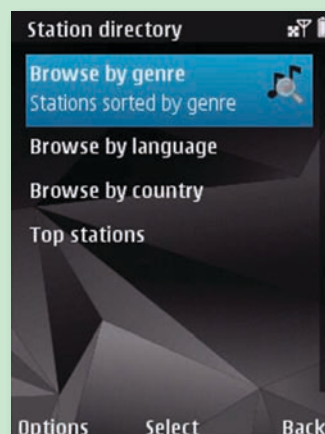 Station directory
Browse by genre
Stations sorted by genre
Browse by language
Browse by country
Top stations
Options Select Back